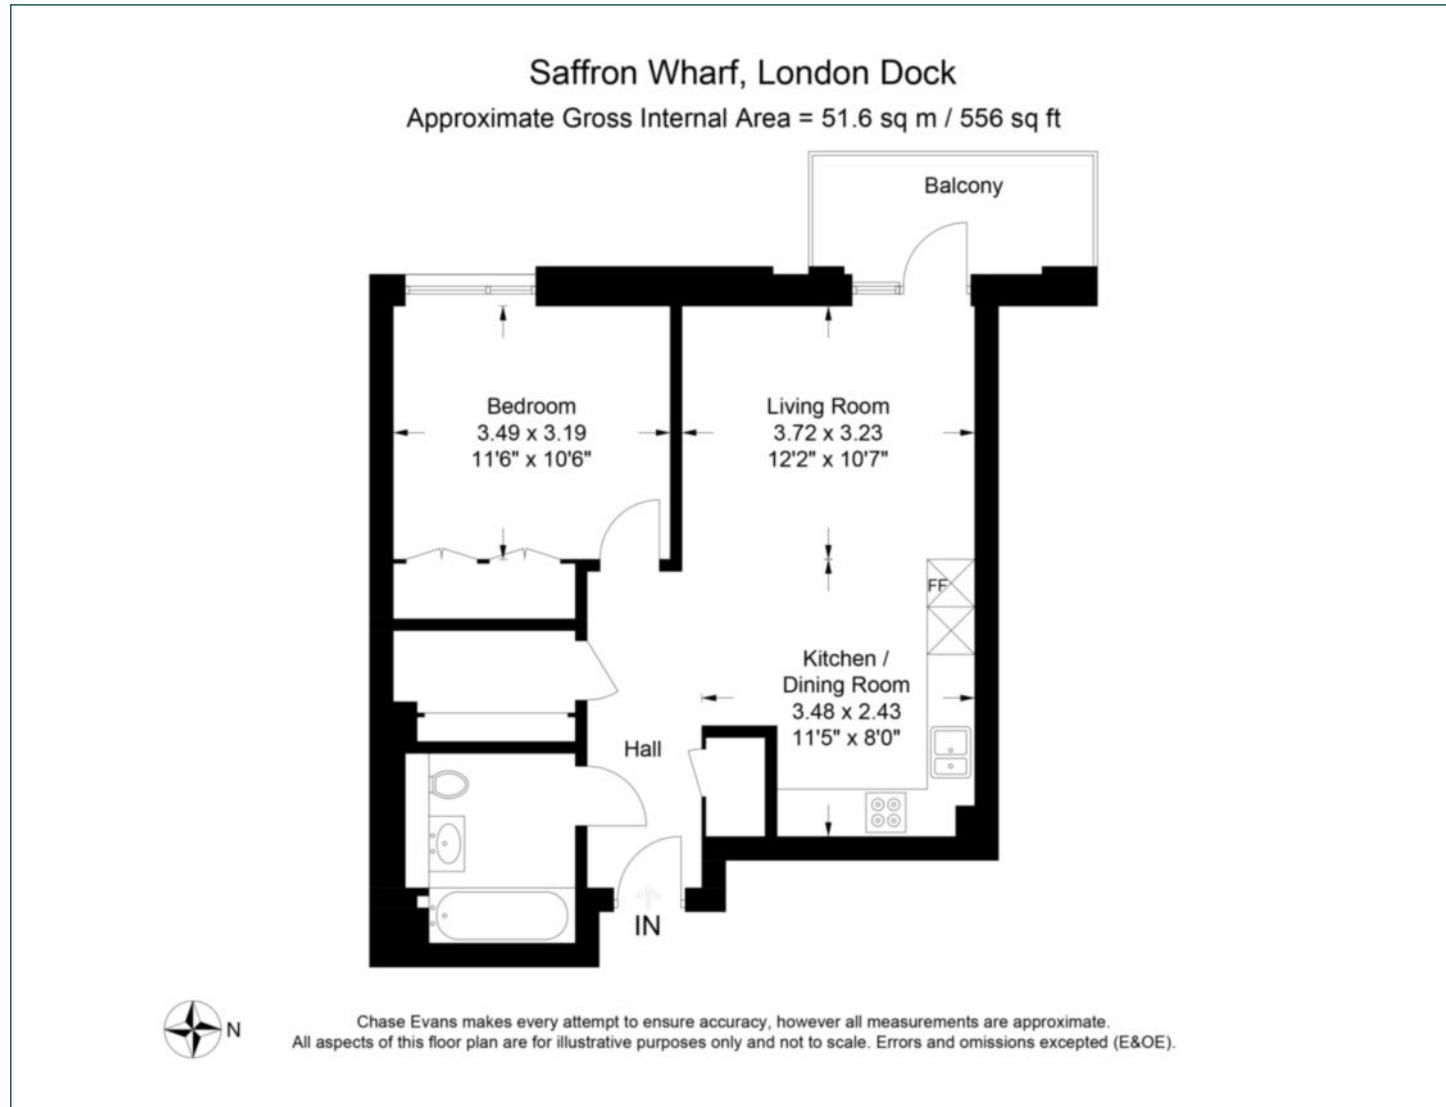 Saffron Wharf, London Dock
Approximate Gross Internal Area = 51.6 sq m / 556 sq ft
Balcony
Bedroom
3.49 x 3.19
11'6" x 10'6"
Living Room
3.72 x 3.23
12'2" x 10'7"
FF
Kitchen /
Dining Room
3.48 x 2.43
11'5" x 8'0"
Hall
IN
N
Chase Evans makes every attempt to ensure accuracy, however all measurements are approximate.
All aspects of this floor plan are for illustrative purposes only and not to scale. Errors and omissions excepted (E&OE).